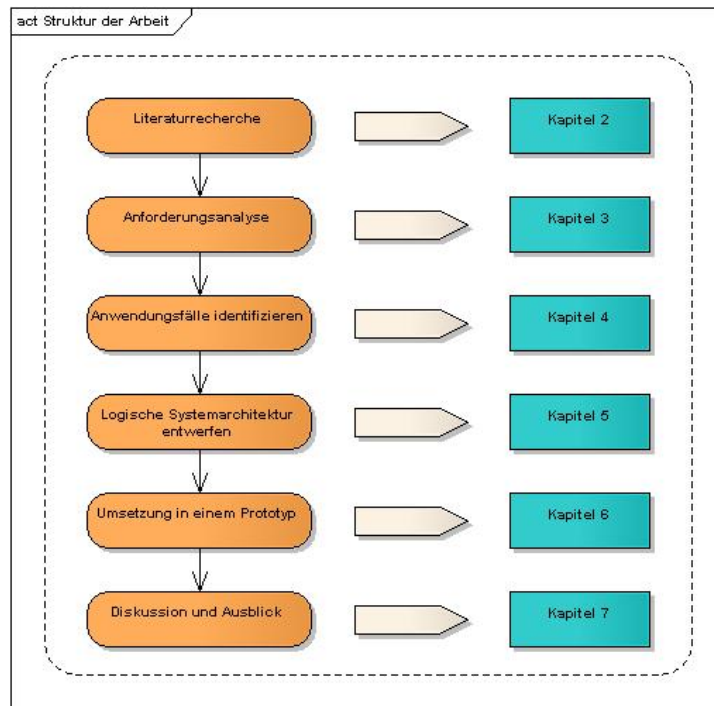 act Struktur der Arbeit
Literaturrecherche
Kapitel 2
Anforderungsanalyse
Kapitel 3
Anwendungsfälle identifizieren
Kapitel 4
Logische Systemarchitektur
entwerfen
Kapitel 5
Umsetzung in einem Prototyp
Kapitel 6
Diskussion und Ausblick
Kapitel 7